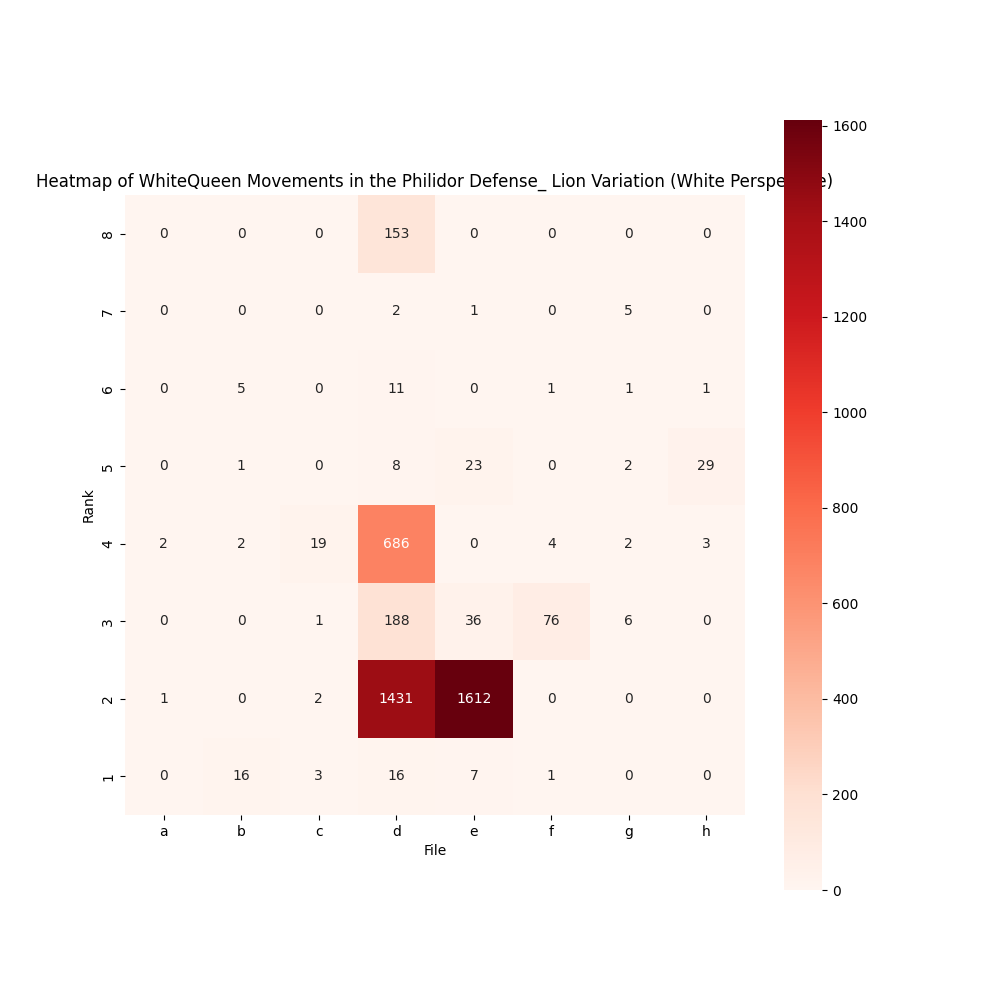 Heatmap of WhiteQueen Movements in the Philidor Defense_ Lion Variation (White Perspe e)
8 0 0 0 153 0 0 0 0
7 0 0 0 2 1 0 5 0
6 0 5 0 11 0 1 1 1
5 0 1 0 8 23 0 2 29
4 2 2 19 686 0 4 2 3
3 0 0 1 188 36 76 6 0
2 1 0 2 1431 1612 0 0 0
1 0 16 3 16 7 1 0 0
a b c d e f g h
File
Rank
1600
1400
1200
1000
800
600
400
200
0